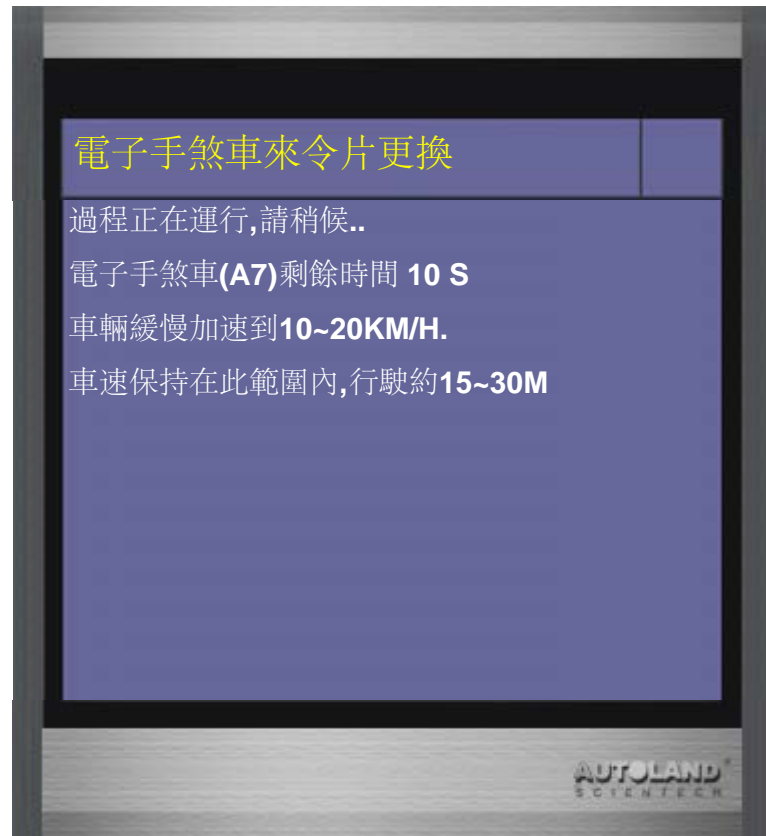 電子手煞車來令片更換
過程正在運行,請稍候..
電子手煞車(A7)剩餘時間 10 S
車輛緩慢加速到10~20KM/H.
車速保持在此範圍內,行駛約15~30M
AUTOLAND
SCIENTECH